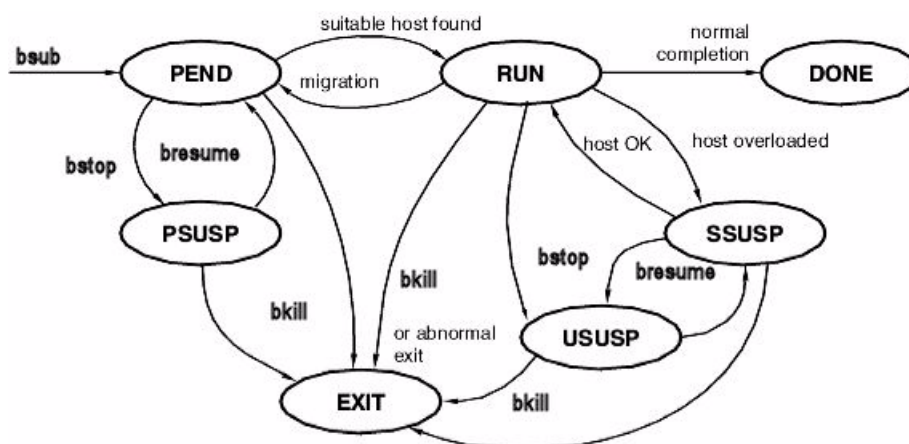 suitable host found
normal
completion
bsub
PEND
RUN
DONE
migration
host OK
host overloaded
bstop
bresume
PSUSP
SSUSP
bstop
bresume
bkill
bkill
or abnormal
exit
USUSP
EXIT
bkill